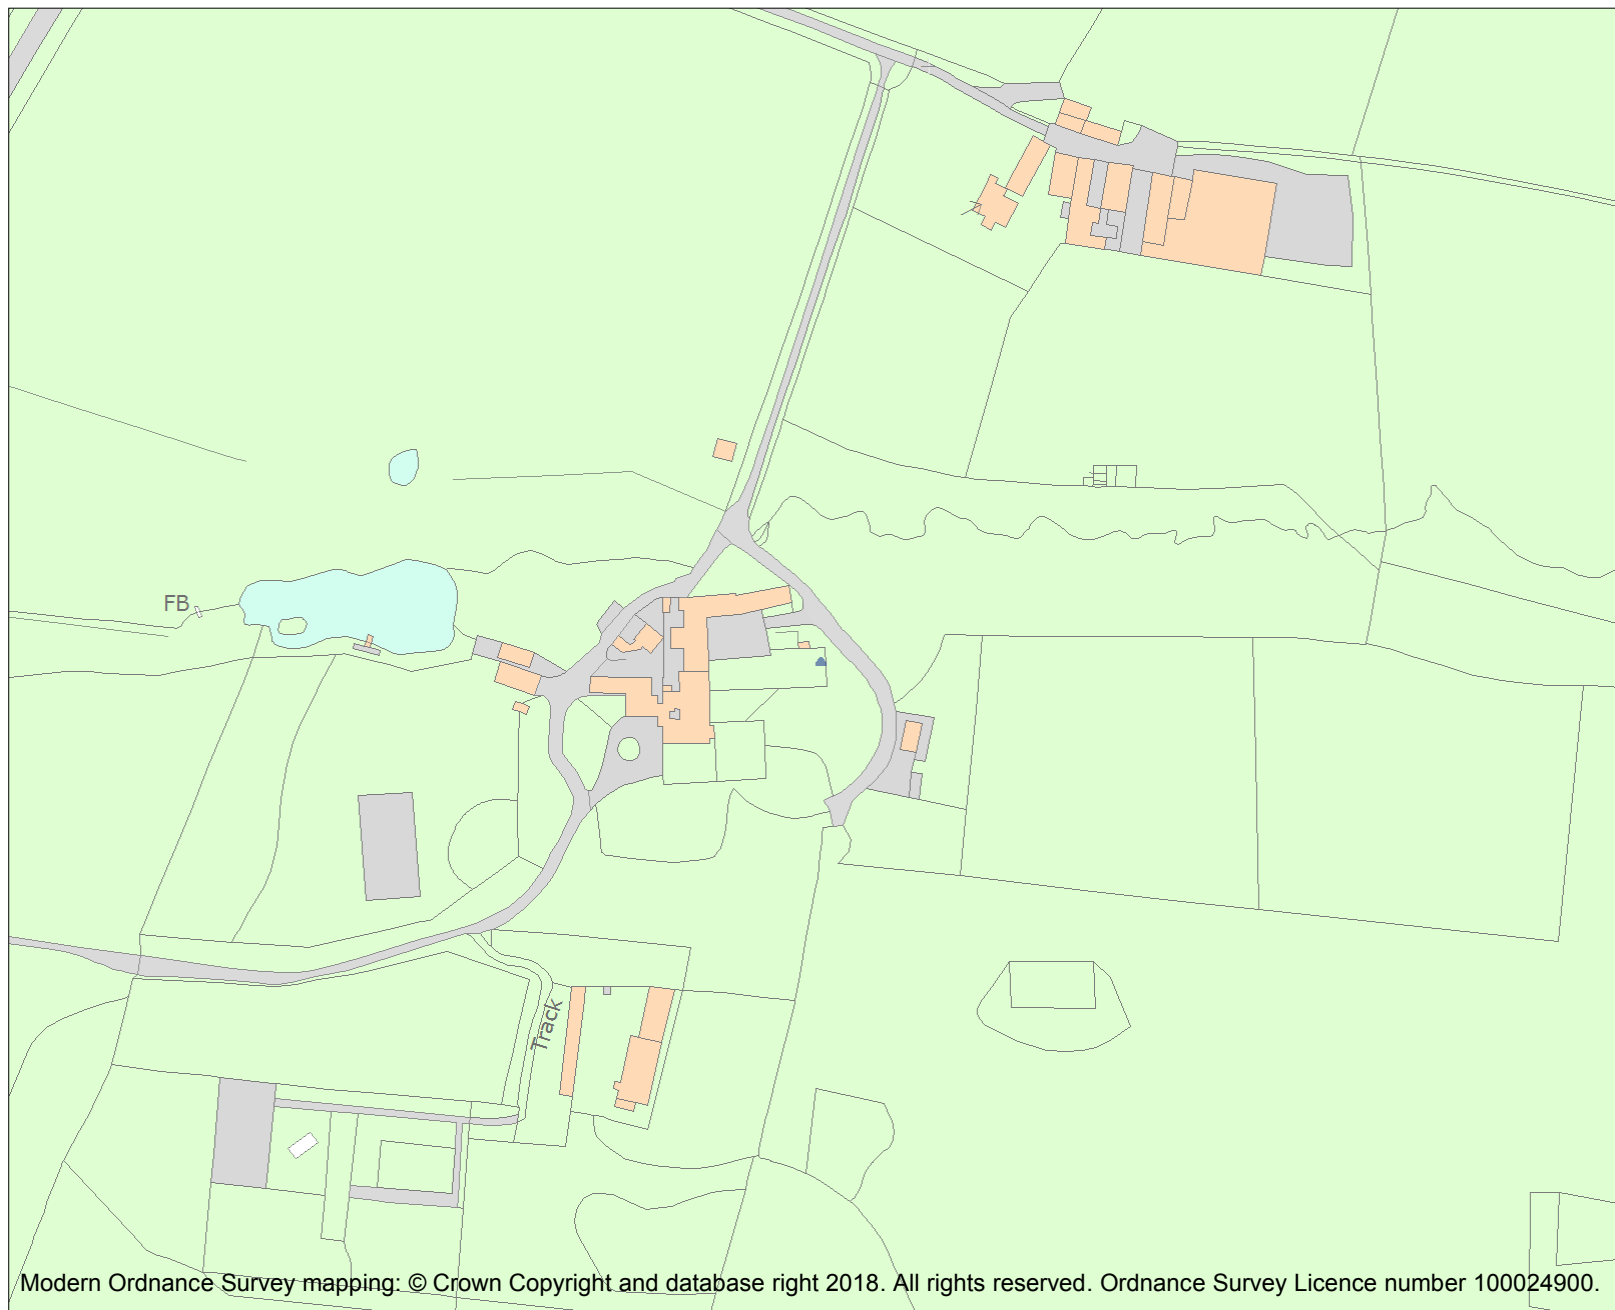 FB
Track
Modern Ordnance Survey mapping: © Crown Copyright and database right 2018. All rights reserved. Ordnance Survey Licence number 100024900.